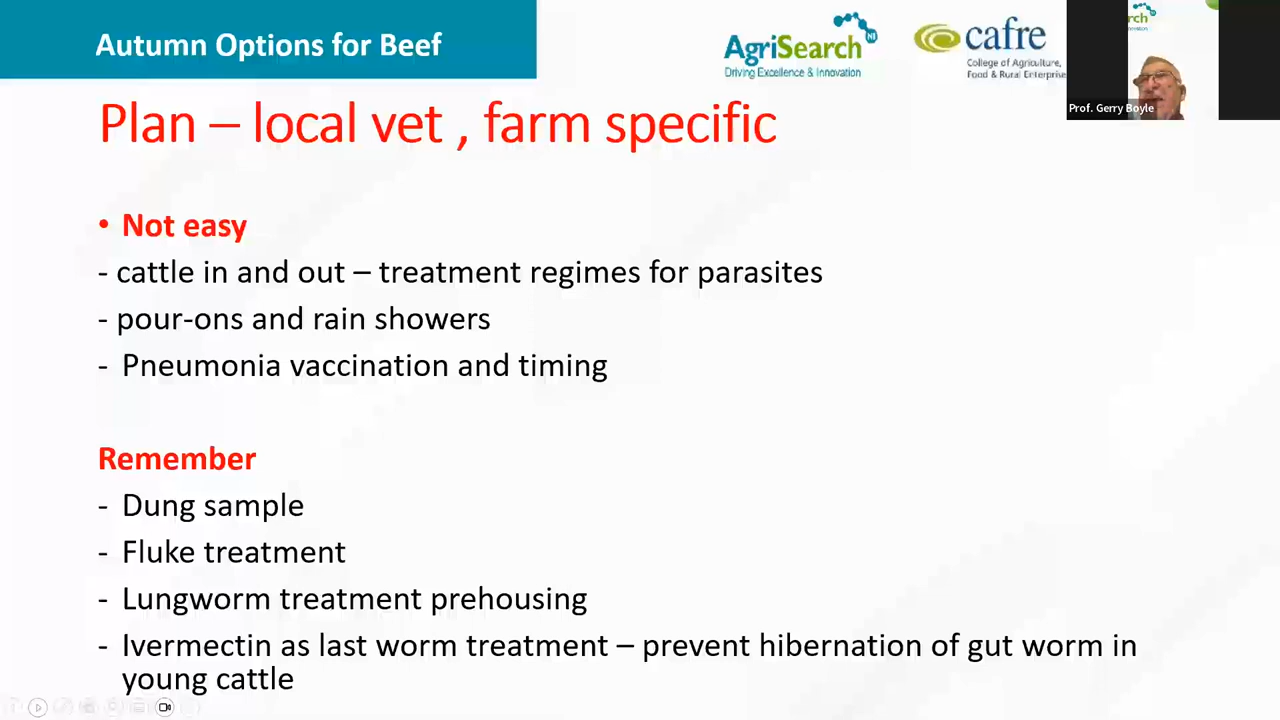 Autumn Options for Beef
AgriSearch NI
Driving Excellence & Innovation
cafre
College of Agriculture,
Food & Rural Enterprise
rch NI
Prof. Gerry Boyle
Plan – local vet , farm specific
• Not easy
- cattle in and out – treatment regimes for parasites
- pour-ons and rain showers
- Pneumonia vaccination and timing
Remember
- Dung sample
- Fluke treatment
- Lungworm treatment prehousing
- Ivermectin as last worm treatment – prevent hibernation of gut worm in
young cattle